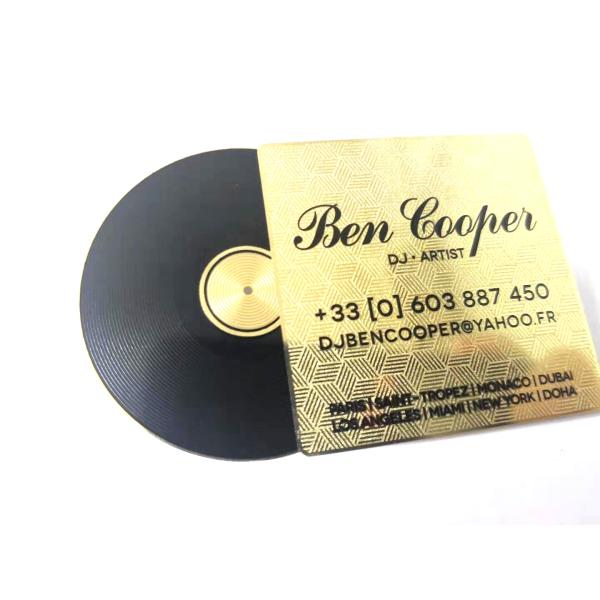 Ben Cooper
DJ • ARTIST
+33 [0] 603 887 450
DJBENCOOPER@YAHOO.FR
PARIS | SAINT-TROPEZ | MONACO | DUBAI
LOS ANGELES | MIAMI | NEW YORK | DOHA